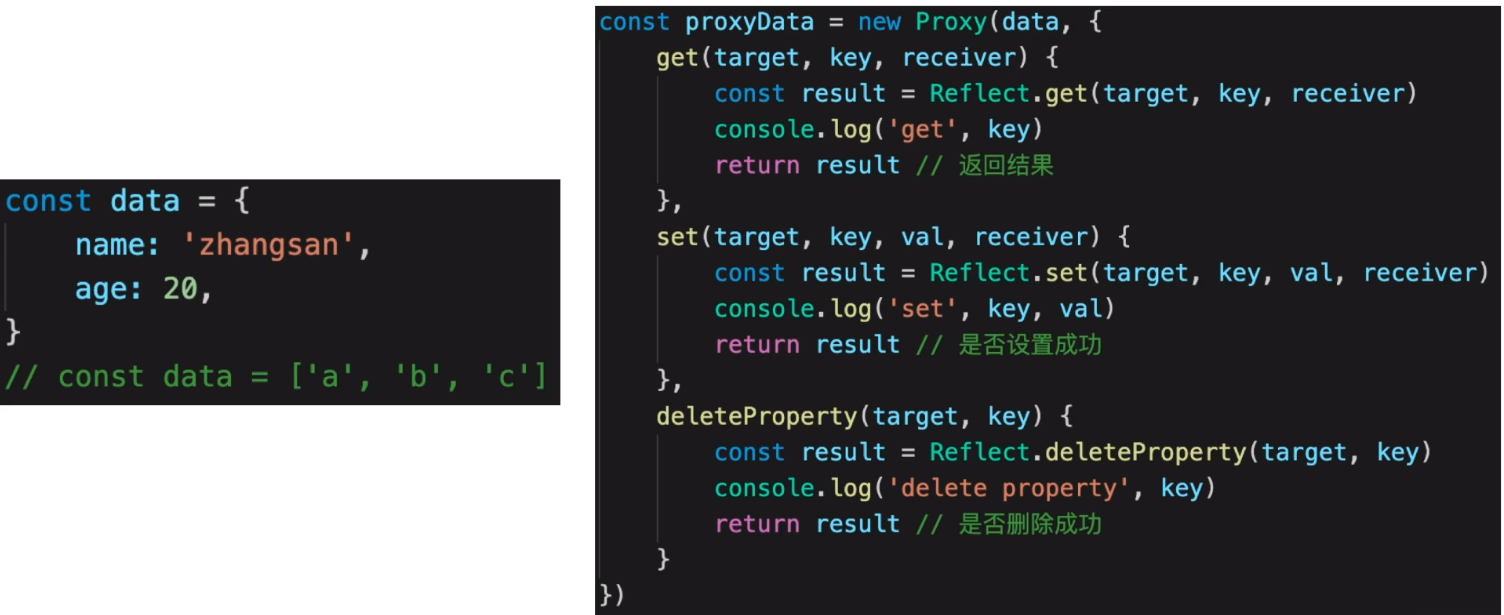 const data = {
    name: 'zhangsan',
    age: 20,
}
// const data = ['a', 'b', 'c']
const proxyData = new Proxy(data, {
    get(target, key, receiver) {
        const result = Reflect.get(target, key, receiver)
        console.log('get', key)
        return result // 返回结果
    },
    set(target, key, val, receiver) {
        const result = Reflect.set(target, key, val, receiver)
        console.log('set', key, val)
        return result // 是否设置成功
    },
    deleteProperty(target, key) {
        const result = Reflect.deleteProperty(target, key)
        console.log('delete property', key)
        return result // 是否删除成功
    }
})